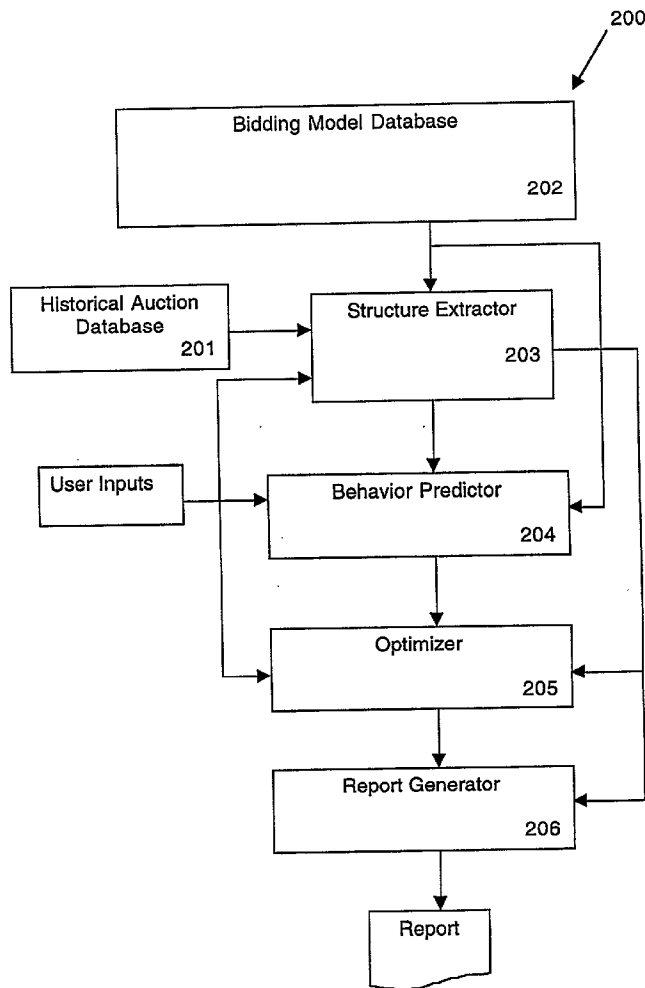 200
Bidding Model Database
202
Historical Auction
Database
201
Structure Extractor
203
User Inputs
Behavior Predictor
204
Optimizer
205
Report Generator
206
Report